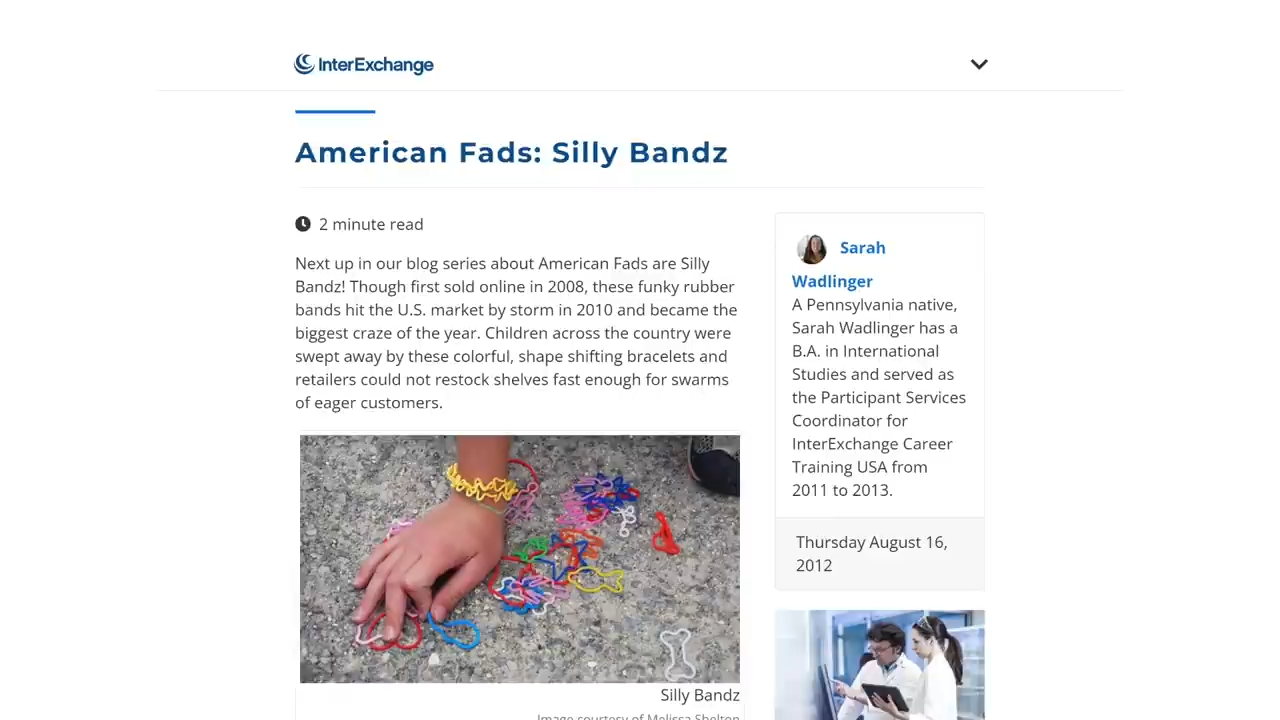 InterExchange
American Fads: Silly Bandz
2 minute read
Next up in our blog series about American Fads are Silly
Bandz! Though first sold online in 2008, these funky rubber
bands hit the U.S. market by storm in 2010 and became the
biggest craze of the year. Children across the country were
swept away by these colorful, shape shifting bracelets and
retailers could not restock shelves fast enough for swarms
of eager customers.
Silly Bandz
Image courtesy of Melissa Shelton
Sarah
Wadlinger
A Pennsylvania native,
Sarah Wadlinger has a
B.A. in International
Studies and served as
the Participant Services
Coordinator for
InterExchange Career
Training USA from
2011 to 2013.
Thursday August 16,
2012